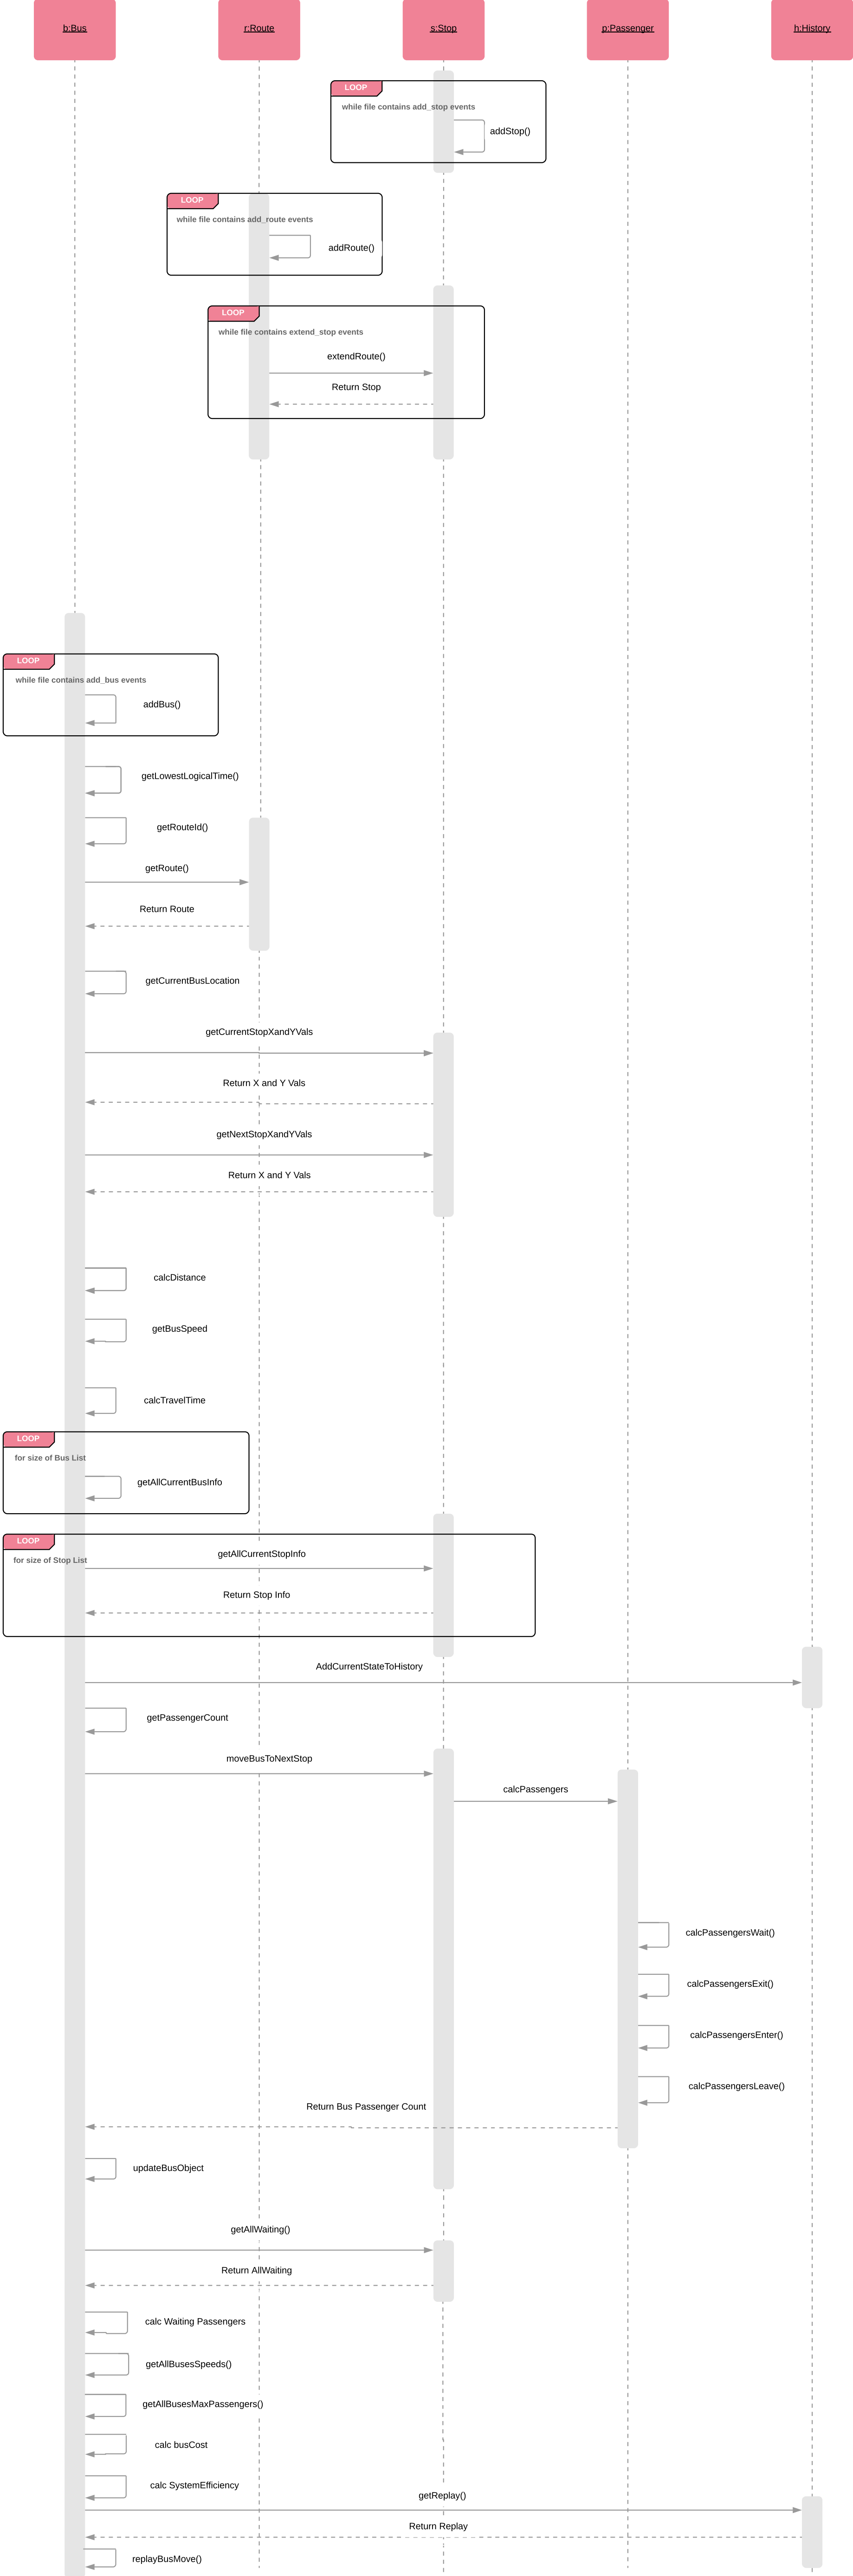 b:Bus
r:Route
s:Stop
p:Passenger
h:History
LOOP
while file contains add_stop events
addStop()
LOOP
while file contains add_route events
addRoute()
LOOP
while file contains extend_stop events
extendRoute()
Return Stop
LOOP
while file contains add_bus events
addBus()
getLowestLogicalTime()
getRouteId()
getRoute()
Return Route
getCurrentBusLocation
getCurrentStopXandYVals
Return X and Y Vals
getNextStopXandYVals
Return X and Y Vals
calcDistance
getBusSpeed
calcTravelTime
LOOP
for size of Bus List
getAllCurrentBusInfo
LOOP
for size of Stop List
getAllCurrentStopInfo
Return Stop Info
AddCurrentStateToHistory
getPassengerCount
moveBusToNextStop
calcPassengers
calcPassengersWait()
calcPassengersExit()
calcPassengersEnter()
calcPassengersLeave()
Return Bus Passenger Count
updateBusObject
getAllWaiting()
Return AllWaiting
calc Waiting Passengers
getAllBusesSpeeds()
getAllBusesMaxPassengers()
calc busCost
calc SystemEfficiency
getReplay()
Return Replay
replayBusMove()